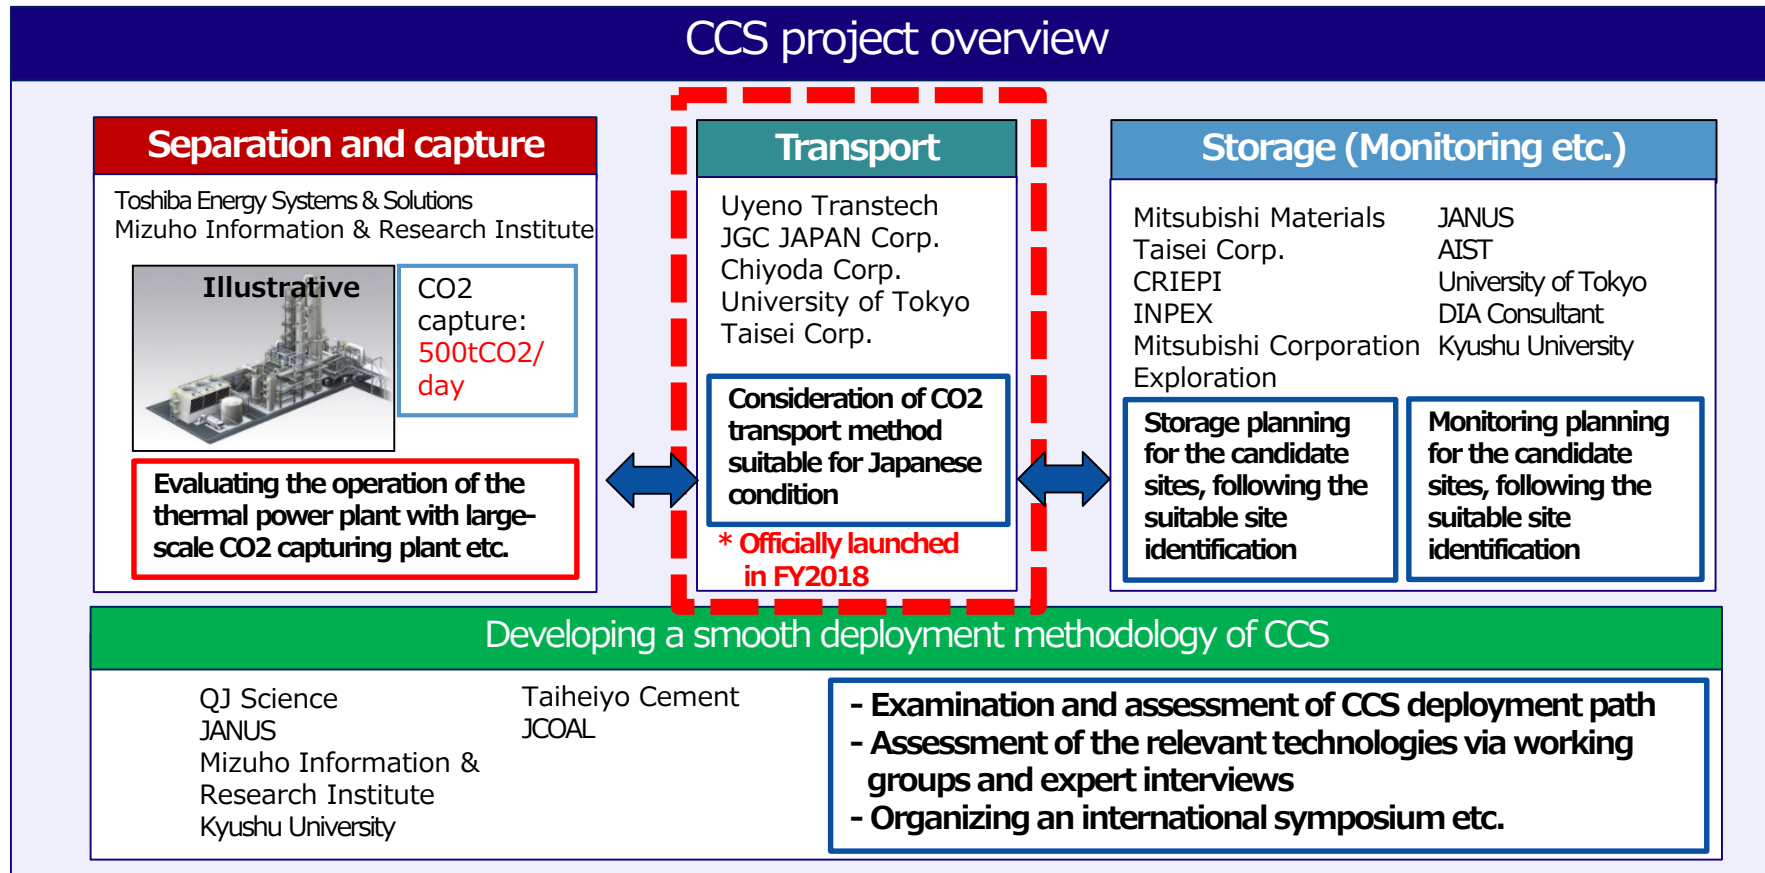 CCS project overview
Separation and capture
Toshiba Energy Systems & Solutions
Mizuho Information & Research Institute
Illustrative
CO2
capture:
500tCO2/
day
Evaluating the operation of the
thermal power plant with large-
scale CO2 capturing plant etc.
Transport
Uyeno Transtech
JGC JAPAN Corp.
Chiyoda Corp.
University of Tokyo
Taisei Corp.
Consideration of CO2
transport method
suitable for Japanese
condition
* Officially launched
in FY2018
Storage (Monitoring etc.)
Mitsubishi Materials
Taisei Corp.
CRIEPI
INPEX
Mitsubishi Corporation
Exploration
JANUS
AIST
University of Tokyo
DIA Consultant
Kyushu University
Storage planning
for the candidate
sites, following the
suitable site
identification
Monitoring planning
for the candidate
sites, following the
suitable site
identification
Developing a smooth deployment methodology of CCS
QJ Science
JANUS
Mizuho Information &
Research Institute
Kyushu University
Taiheiyo Cement
JCOAL
- Examination and assessment of CCS deployment path
- Assessment of the relevant technologies via working
groups and expert interviews
- Organizing an international symposium etc.